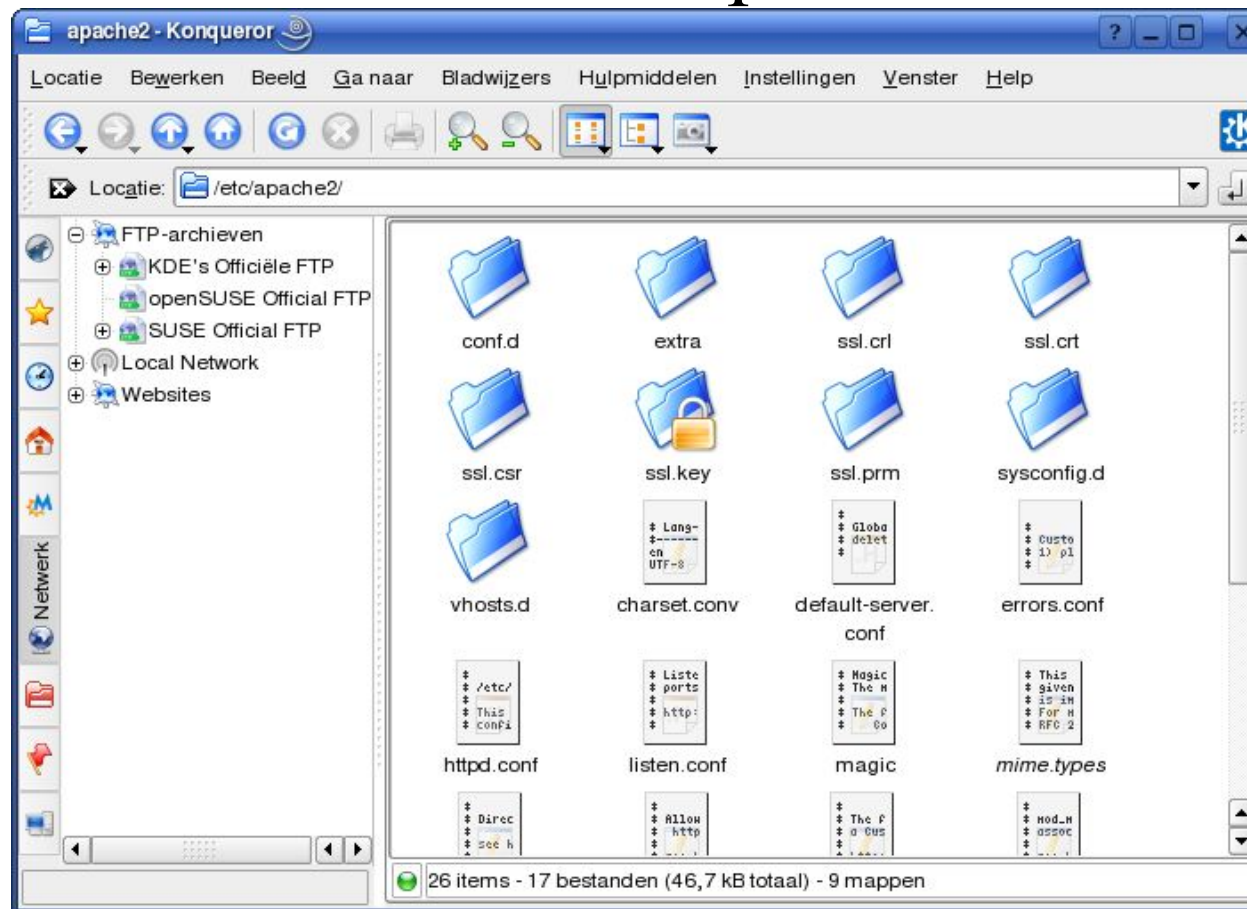 apache2 - Konqueror
Locatie Bewerken Beeld Ga naar Bladwijzers Hulpmiddelen Instellingen Venster Help
Locatie: /etc/apache2/
FTP-archieven
KDE's Officiële FTP
openSUSE Official FTP
SUSE Official FTP
Local Network
Websites
Netwerk
conf.d extra ssl.crl ssl.crt
ssl.csr ssl.key ssl.prm sysconfig.d
vhosts.d charset.conv default-server.conf errors.conf
httpd.conf listen.conf magic mime.types
26 items - 17 bestanden (46,7 kB totaal) - 9 mappen